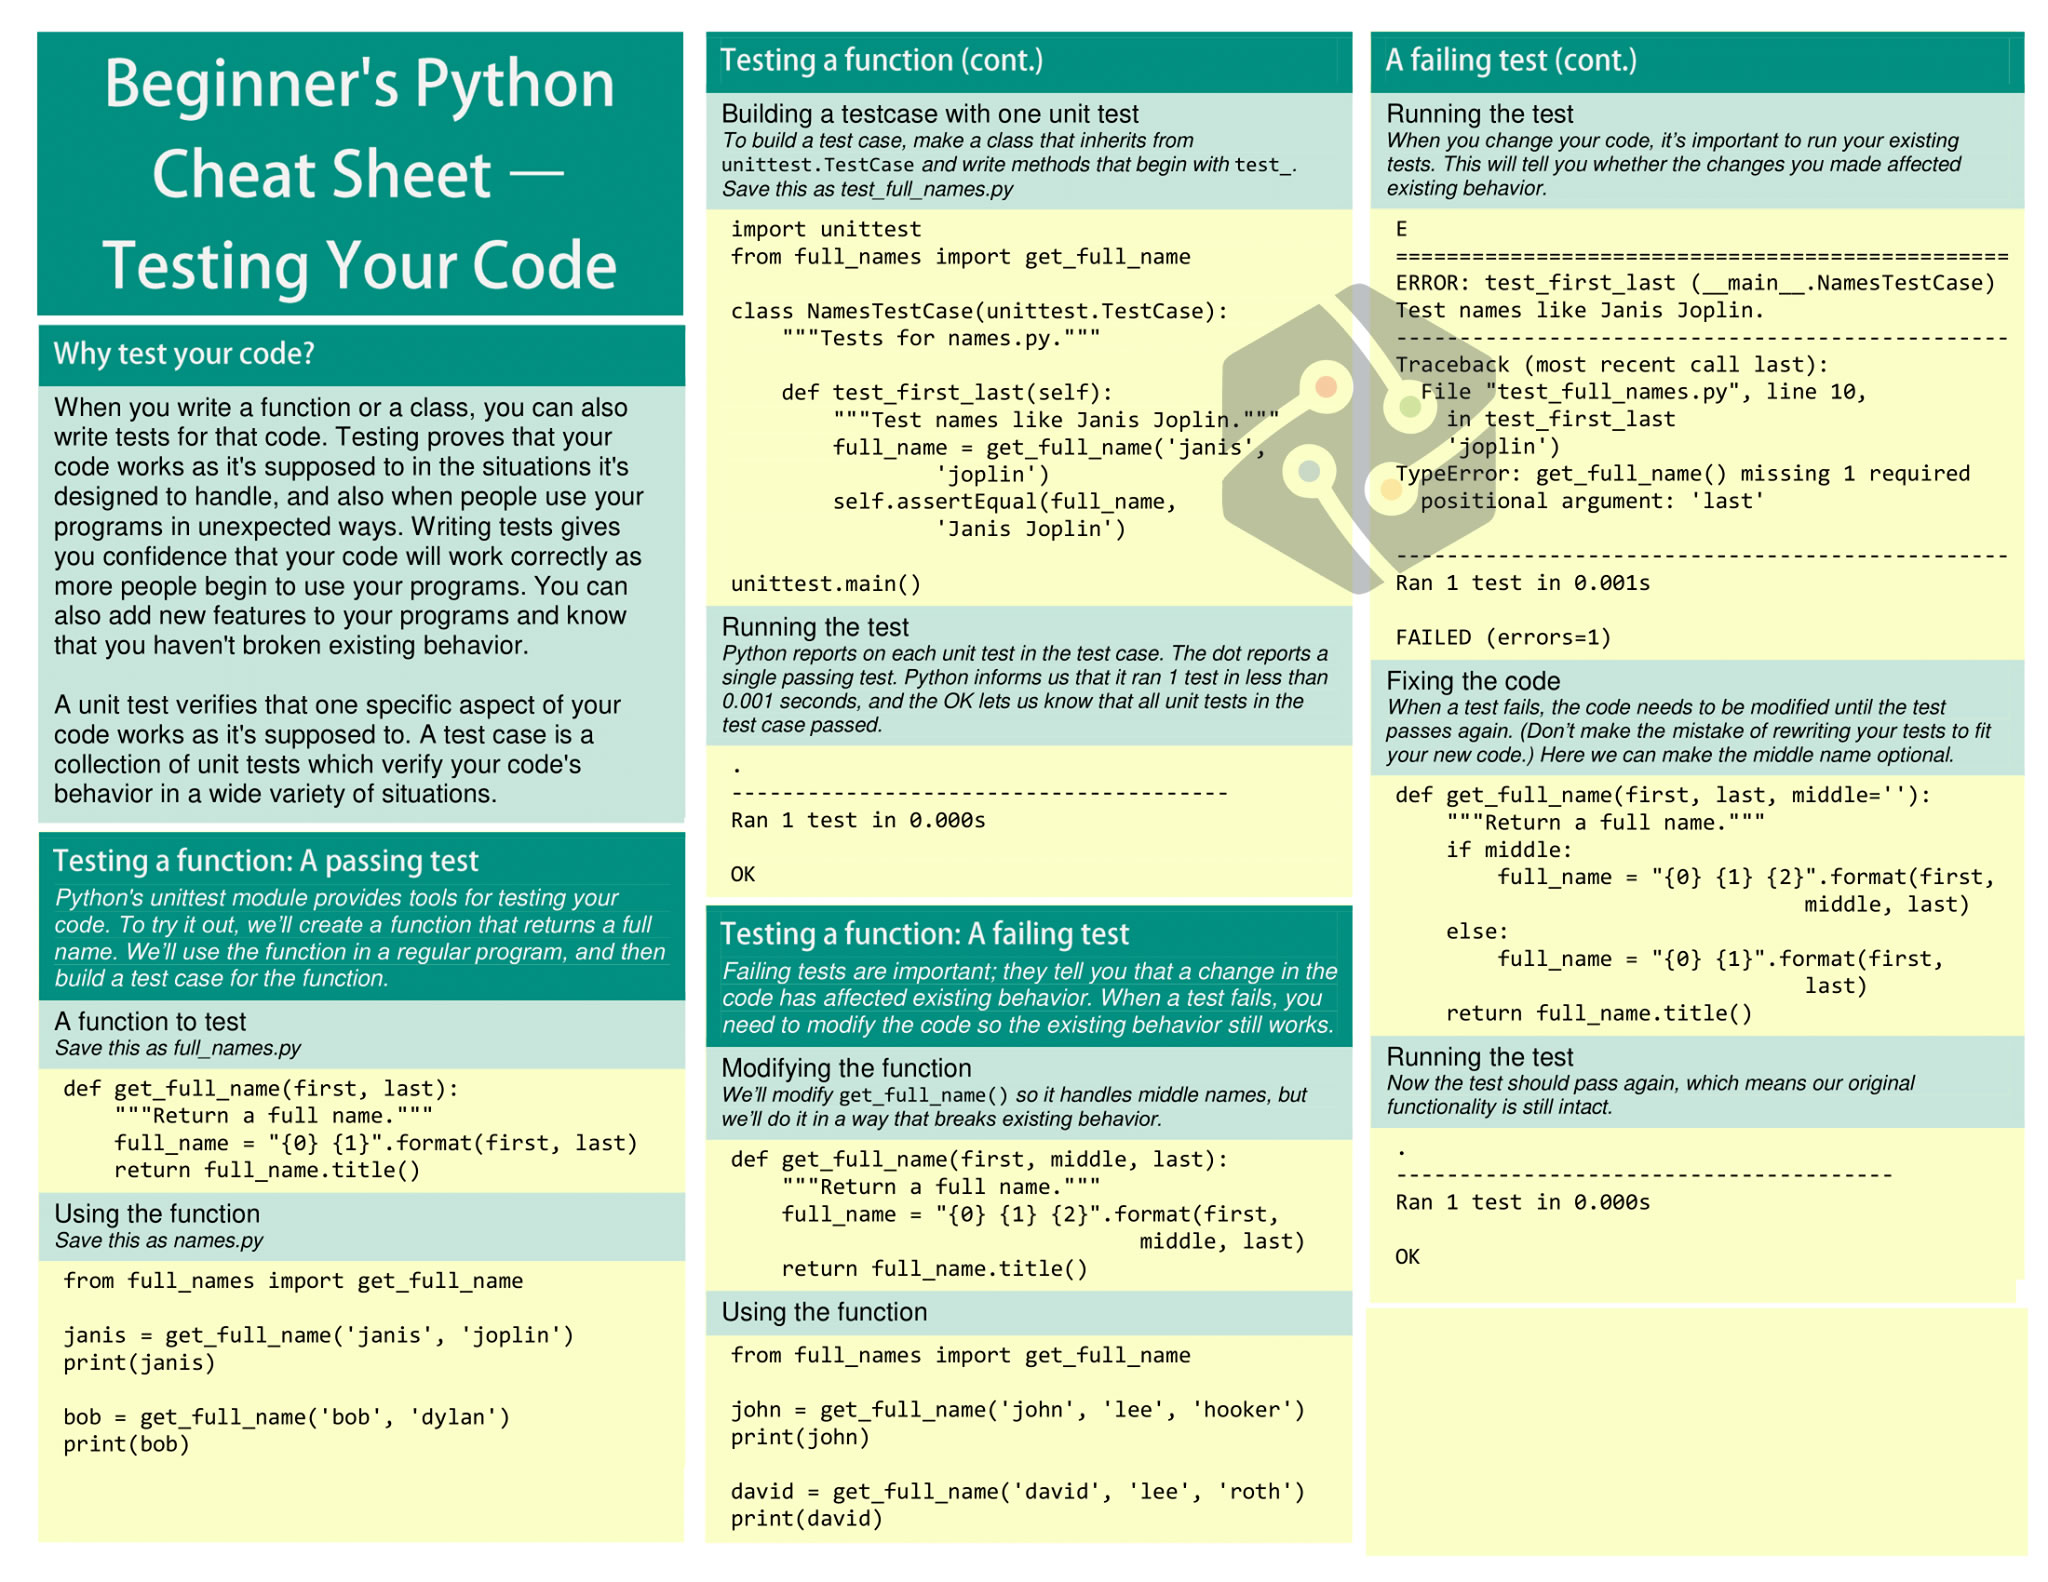 Beginner's Python
Cheat Sheet —
Testing Your Code
Why test your code?
When you write a function or a class, you can also
write tests for that code. Testing proves that your
code works as it's supposed to in the situations it's
designed to handle, and also when people use your
programs in unexpected ways. Writing tests gives
you confidence that your code will work correctly as
more people begin to use your programs. You can
also add new features to your programs and know
that you haven't broken existing behavior.
A unit test verifies that one specific aspect of your
code works as it's supposed to. A test case is a
collection of unit tests which verify your code's
behavior in a wide variety of situations.
Testing a function: A passing test
Python's unittest module provides tools for testing your
code. To try it out, we’ll create a function that returns a full
name. We’ll use the function in a regular program, and then
build a test case for the function.
A function to test
Save this as full_names.py
def get_full_name(first, last):
    """Return a full name."""
    full_name = "{0} {1}".format(first, last)
    return full_name.title()
Using the function
Save this as names.py
from full_names import get_full_name
janis = get_full_name('janis', 'joplin')
print(janis)
bob = get_full_name('bob', 'dylan')
print(bob)
Testing a function (cont.)
Building a testcase with one unit test
To build a test case, make a class that inherits from
unittest.TestCase and write methods that begin with test_.
Save this as test_full_names.py
import unittest
from full_names import get_full_name
class NamesTestCase(unittest.TestCase):
    """Tests for names.py."""
    def test_first_last(self):
        """Test names like Janis Joplin."""
        full_name = get_full_name('janis',
                'joplin')
        self.assertEqual(full_name,
                'Janis Joplin')
unittest.main()
Running the test
Python reports on each unit test in the test case. The dot reports a
single passing test. Python informs us that it ran 1 test in less than
0.001 seconds, and the OK lets us know that all unit tests in the
test case passed.
.
---------------------------------------
Ran 1 test in 0.000s
OK
Testing a function: A failing test
Failing tests are important; they tell you that a change in the
code has affected existing behavior. When a test fails, you
need to modify the code so the existing behavior still works.
Modifying the function
We’ll modify get_full_name() so it handles middle names, but
we’ll do it in a way that breaks existing behavior.
def get_full_name(first, middle, last):
    """Return a full name."""
    full_name = "{0} {1} {2}".format(first,
                                middle, last)
    return full_name.title()
Using the function
from full_names import get_full_name
john = get_full_name('john', 'lee', 'hooker')
print(john)
david = get_full_name('david', 'lee', 'roth')
print(david)
A failing test (cont.)
Running the test
When you change your code, it’s important to run your existing
tests. This will tell you whether the changes you made affected
existing behavior.
E
================================================
ERROR: test_first_last (__main__.NamesTestCase)
Test names like Janis Joplin.
------------------------------------------------
Traceback (most recent call last):
  File "test_full_names.py", line 10,
    in test_first_last
    'joplin')
TypeError: get_full_name() missing 1 required
  positional argument: 'last'
------------------------------------------------
Ran 1 test in 0.001s
FAILED (errors=1)
Fixing the code
When a test fails, the code needs to be modified until the test
passes again. (Don’t make the mistake of rewriting your tests to fit
your new code.) Here we can make the middle name optional.
def get_full_name(first, last, middle=''):
    """Return a full name."""
    if middle:
        full_name = "{0} {1} {2}".format(first,
                                middle, last)
    else:
        full_name = "{0} {1}".format(first,
                                last)
    return full_name.title()
Running the test
Now the test should pass again, which means our original
functionality is still intact.
.
---------------------------------------
Ran 1 test in 0.000s
OK